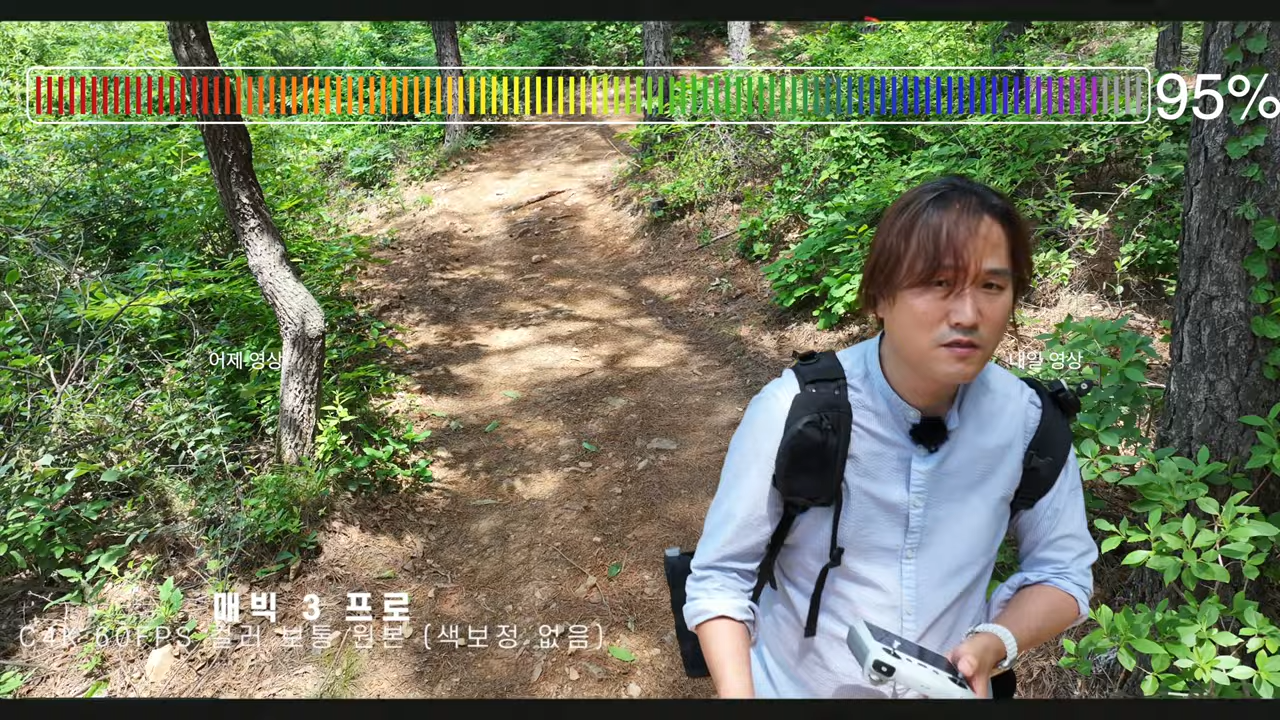 95%
어제 영상
내일 영상
매빅 3 프로
C4K 60FPS 컬러 보통/원본 (색보정 없음)